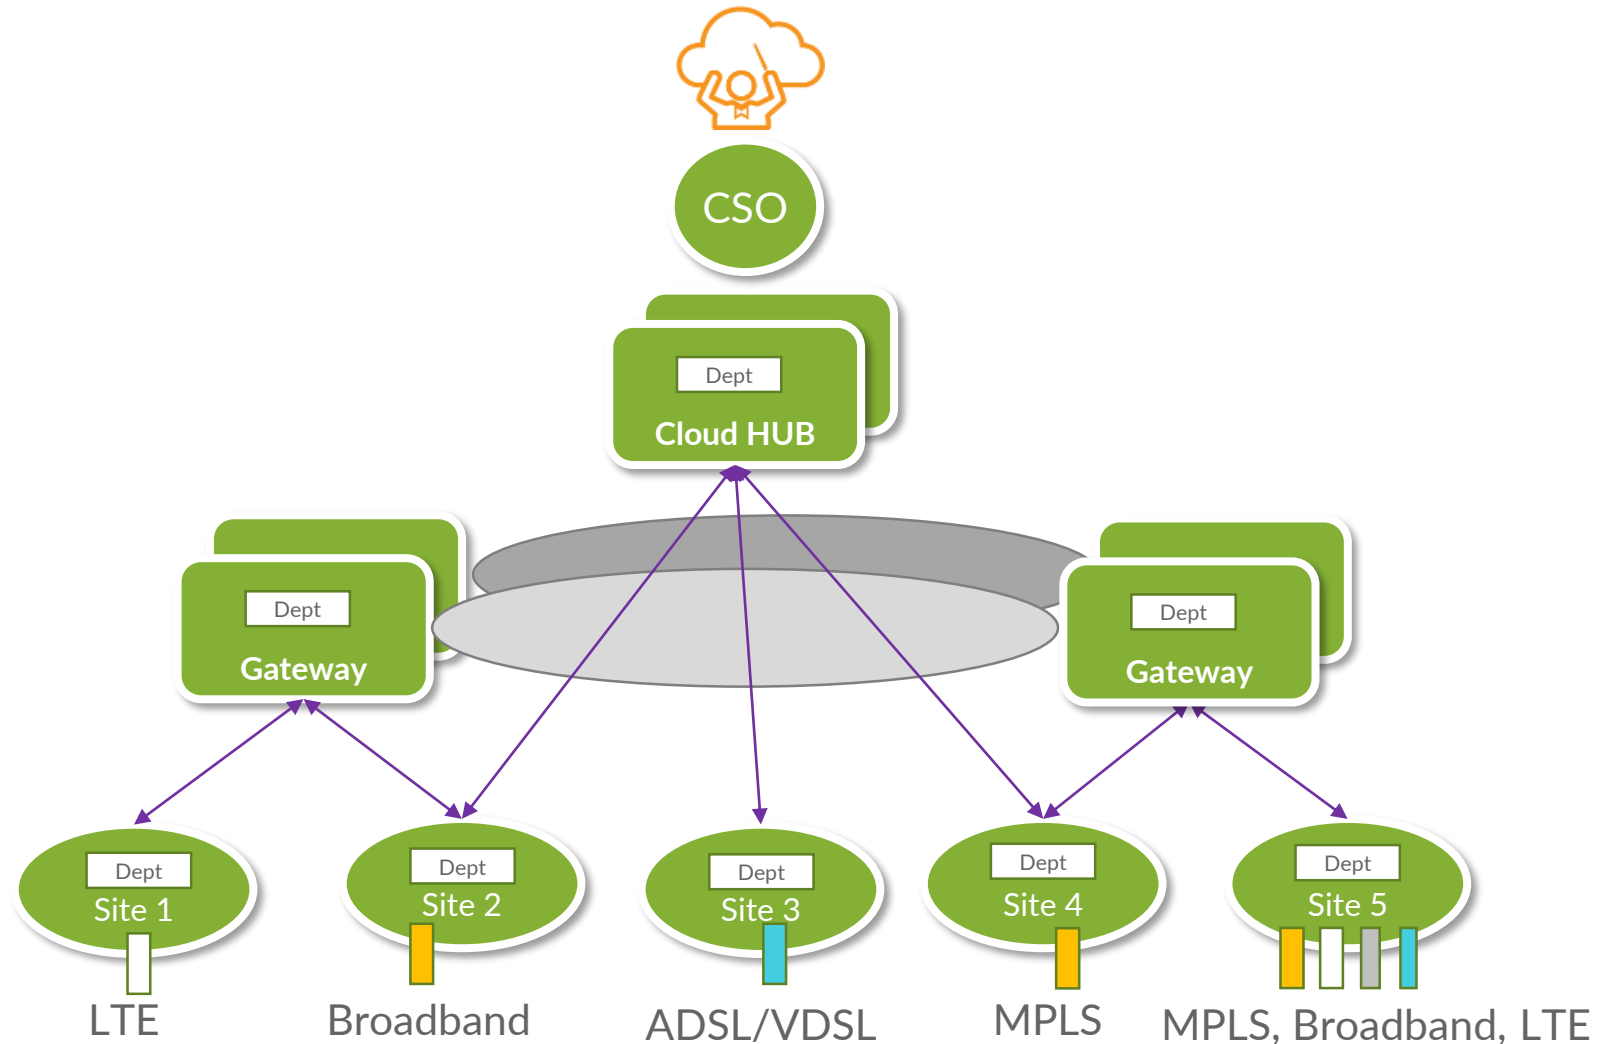 CSO
Dept
Cloud HUB
Dept
Gateway
Dept
Gateway
Dept
Site 1
LTE
Dept
Site 2
Broadband
Dept
Site 3
ADSL/VDSL
Dept
Site 4
MPLS
Dept
Site 5
MPLS, Broadband, LTE